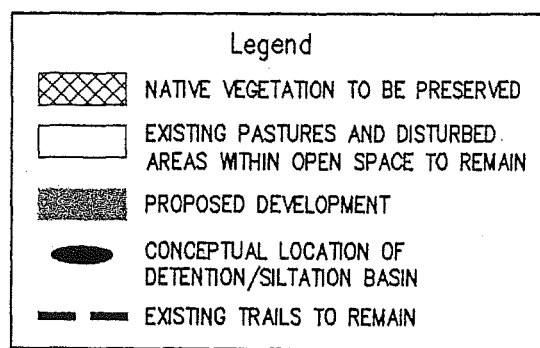 Legend
NATIVE VEGETATION TO BE PRESERVED
EXISTING PASTURES AND DISTURBED
AREAS WITHIN OPEN SPACE TO REMAIN
PROPOSED DEVELOPMENT
CONCEPTUAL LOCATION OF
DETENTION/SILTATION BASIN
EXISTING TRAILS TO REMAIN